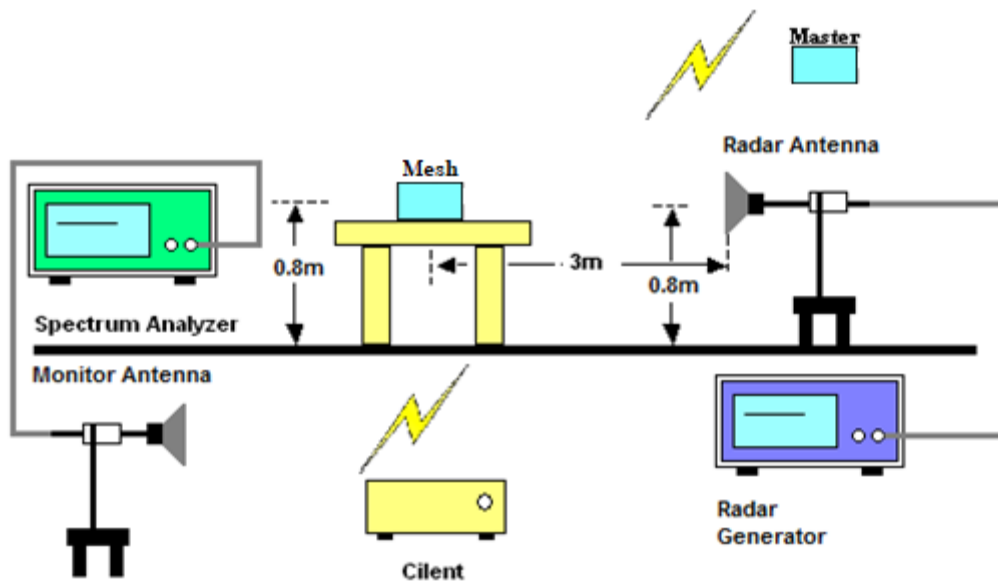 Master
Radar Antenna
Mesh
0.8m
3m
0.8m
Spectrum Analyzer
Monitor Antenna
Cilent
Radar
Generator